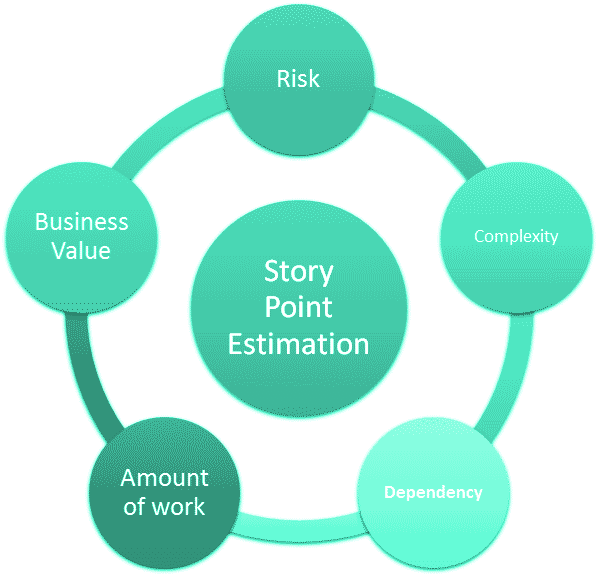 Risk
Business
Value
Complexity
Story
Point
Estimation
Amount
of work
Dependency